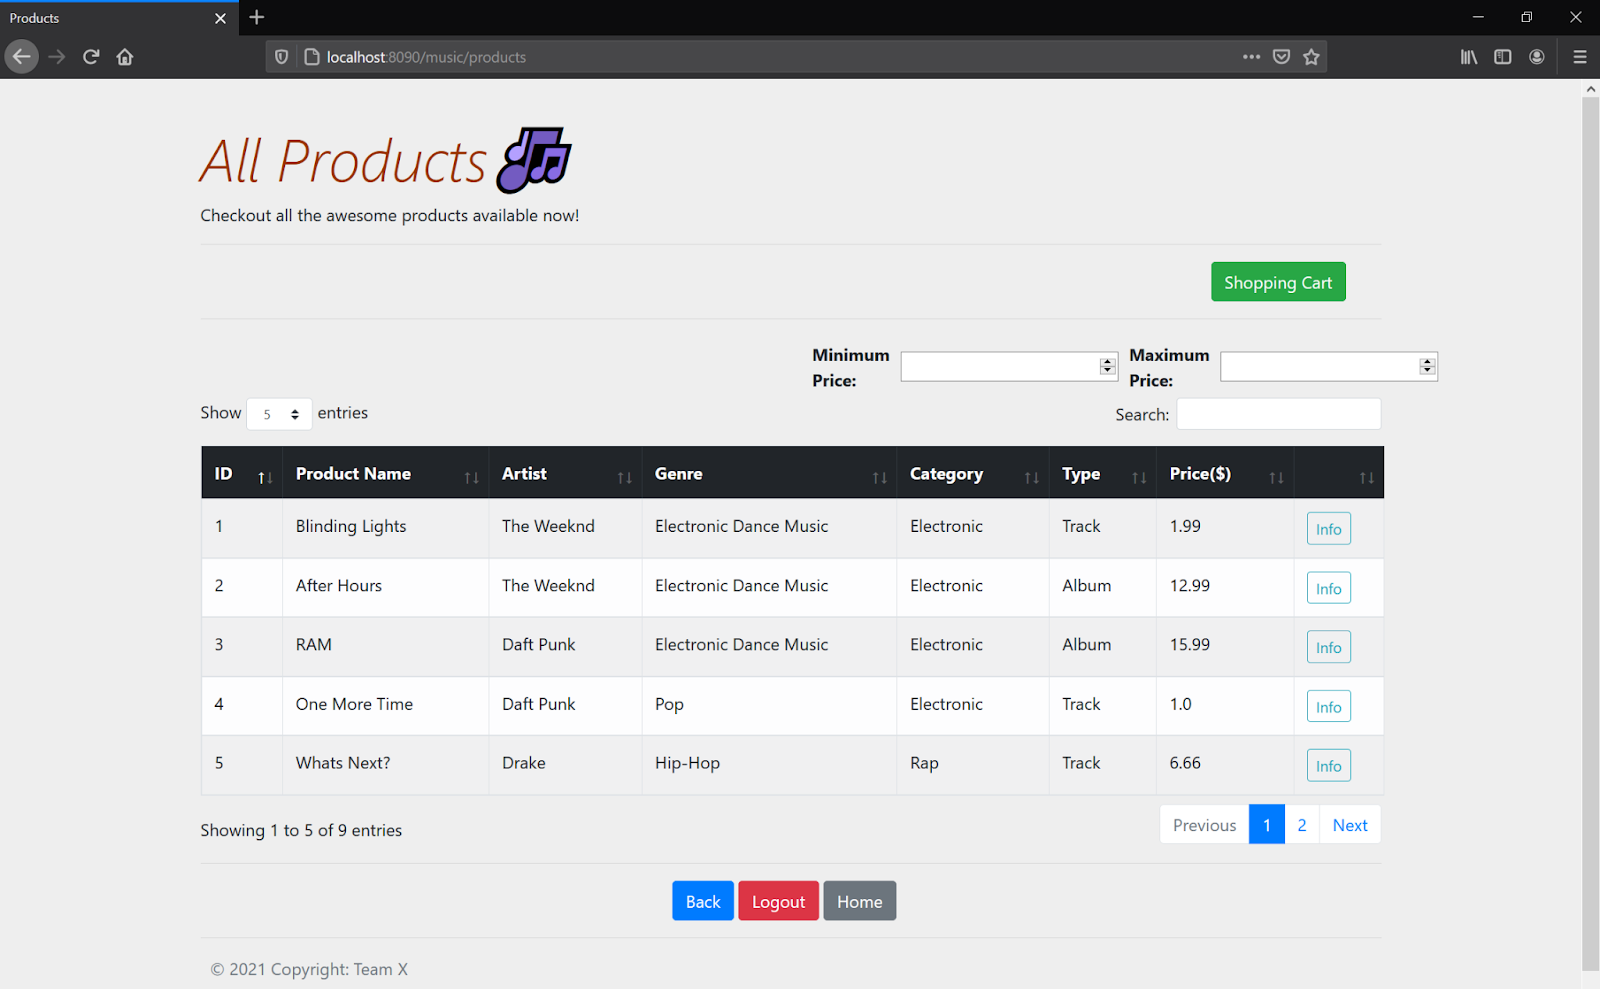 Products
localhost:8090/music/products
All Products
Checkout all the awesome products available now!
Shopping Cart
Minimum Price:
Maximum Price:
Show 5 entries
Search:
ID Product Name Artist Genre Category Type Price($)
1 Blinding Lights The Weeknd Electronic Dance Music Electronic Track 1.99 Info
2 After Hours The Weeknd Electronic Dance Music Electronic Album 12.99 Info
3 RAM Daft Punk Electronic Dance Music Electronic Album 15.99 Info
4 One More Time Daft Punk Pop Electronic Track 1.0 Info
5 Whats Next? Drake Hip-Hop Rap Track 6.66 Info
Showing 1 to 5 of 9 entries
Previous 1 2 Next
Back Logout Home
© 2021 Copyright: Team X